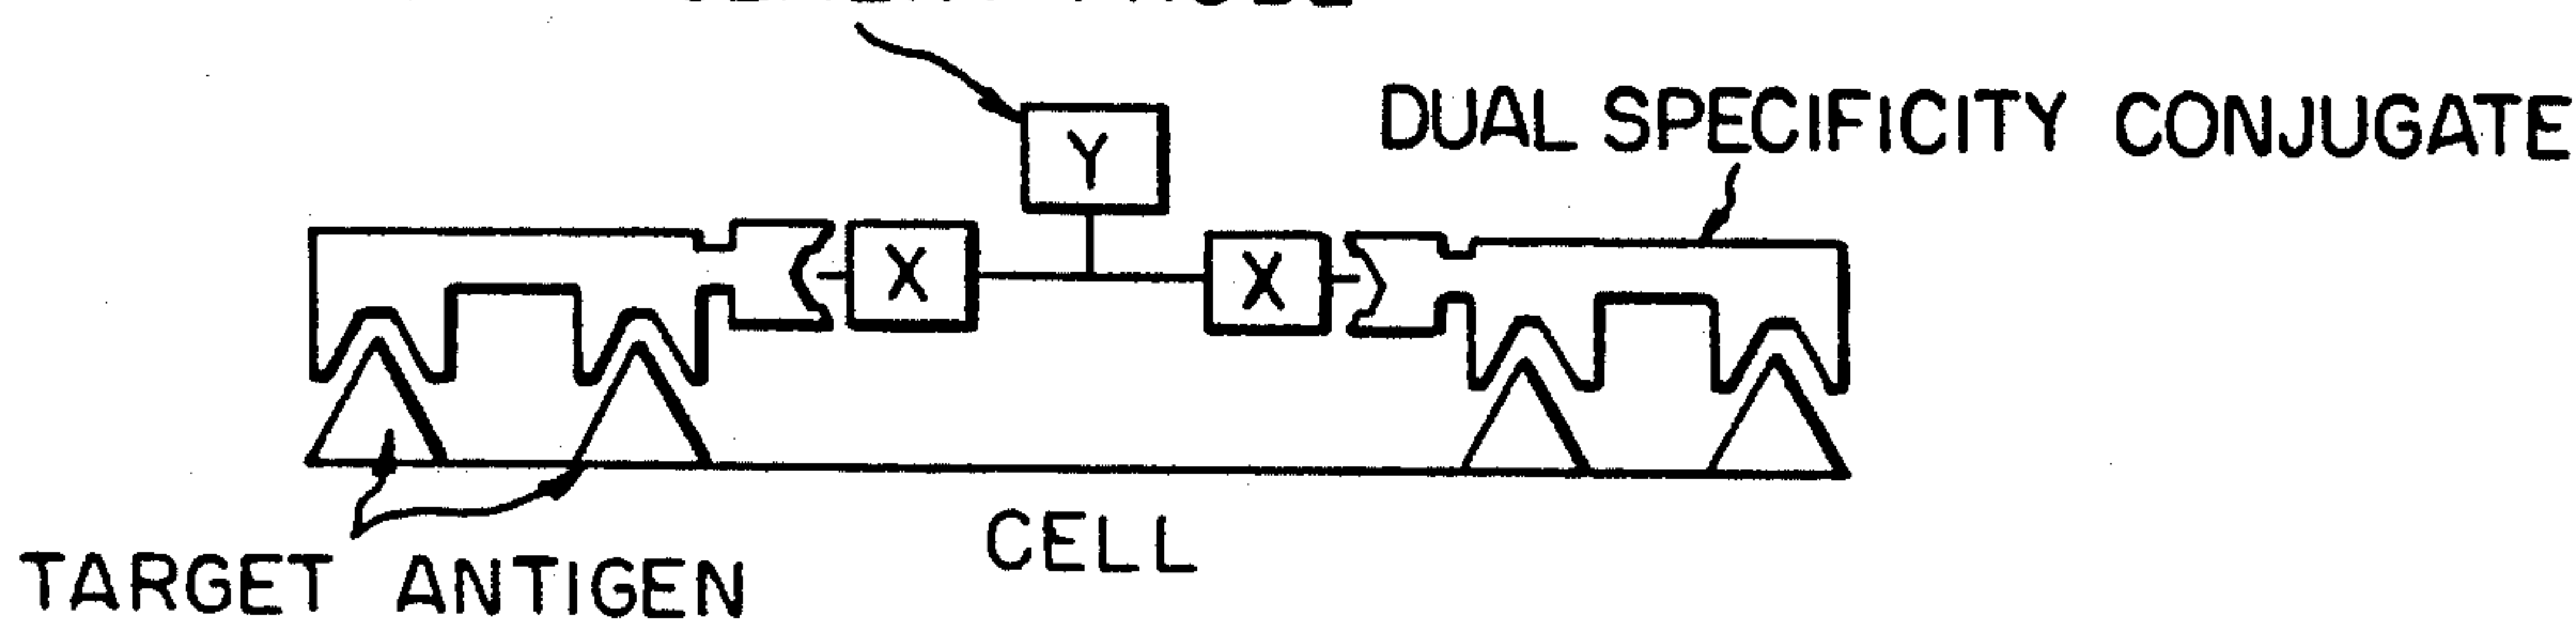 Y
DUAL SPECIFICITY CONJUGATE
X
X
CELL
TARGET ANTIGEN